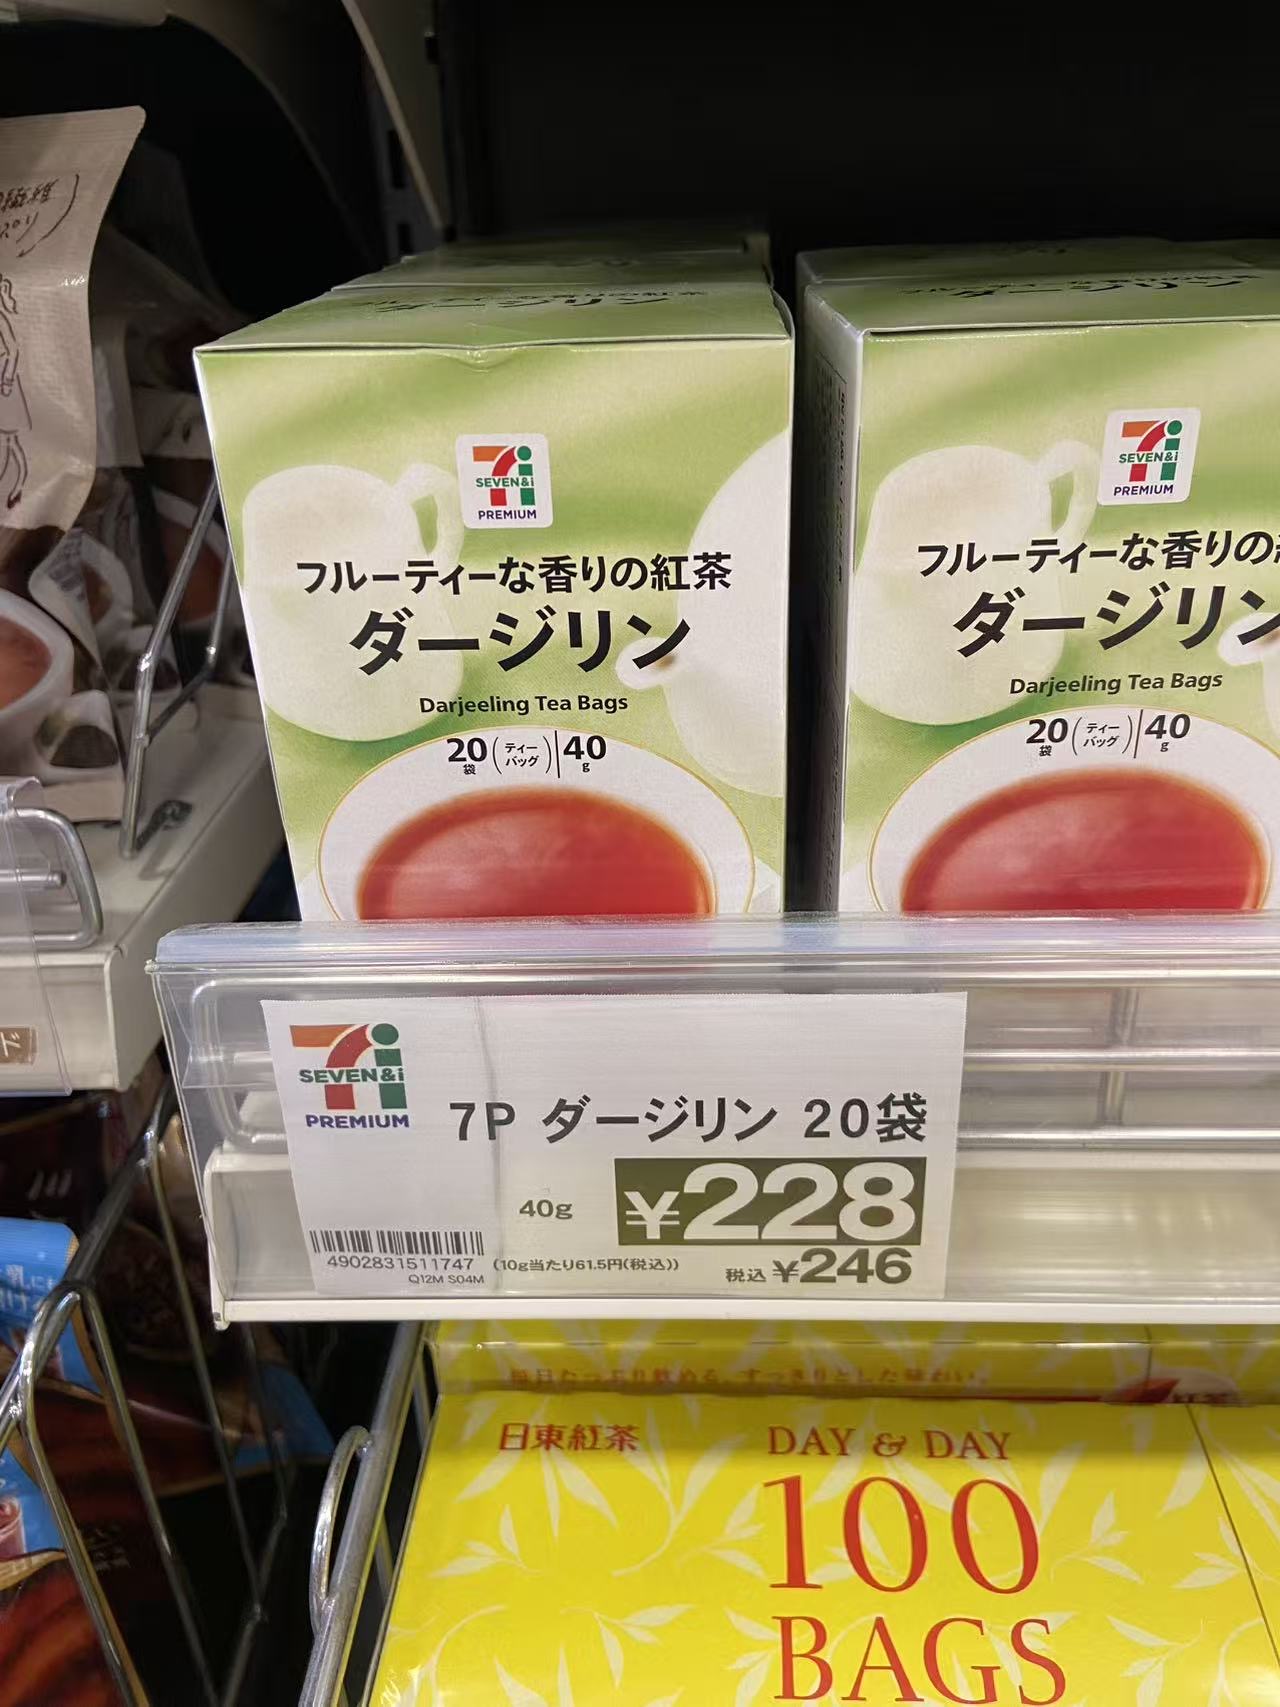 7i
SEVEN&i
PREMIUM
フルーティーな香りの紅茶
ダージリン
Darjeeling Tea Bags
20袋(ティーバッグ) 40g
7i
SEVEN&i
PREMIUM
フルーティーな香りの
ダージリン
Darjeeling Tea Bags
20袋(ティーバッグ) 40g
7i
SEVEN&i
PREMIUM
7P ダージリン 20袋
40g
¥228
4902831511747
(10g当たり61.5円(税込))
税込 ¥246
Q12M S04M
ド
日東紅茶
DAY & DAY
100
BAGS